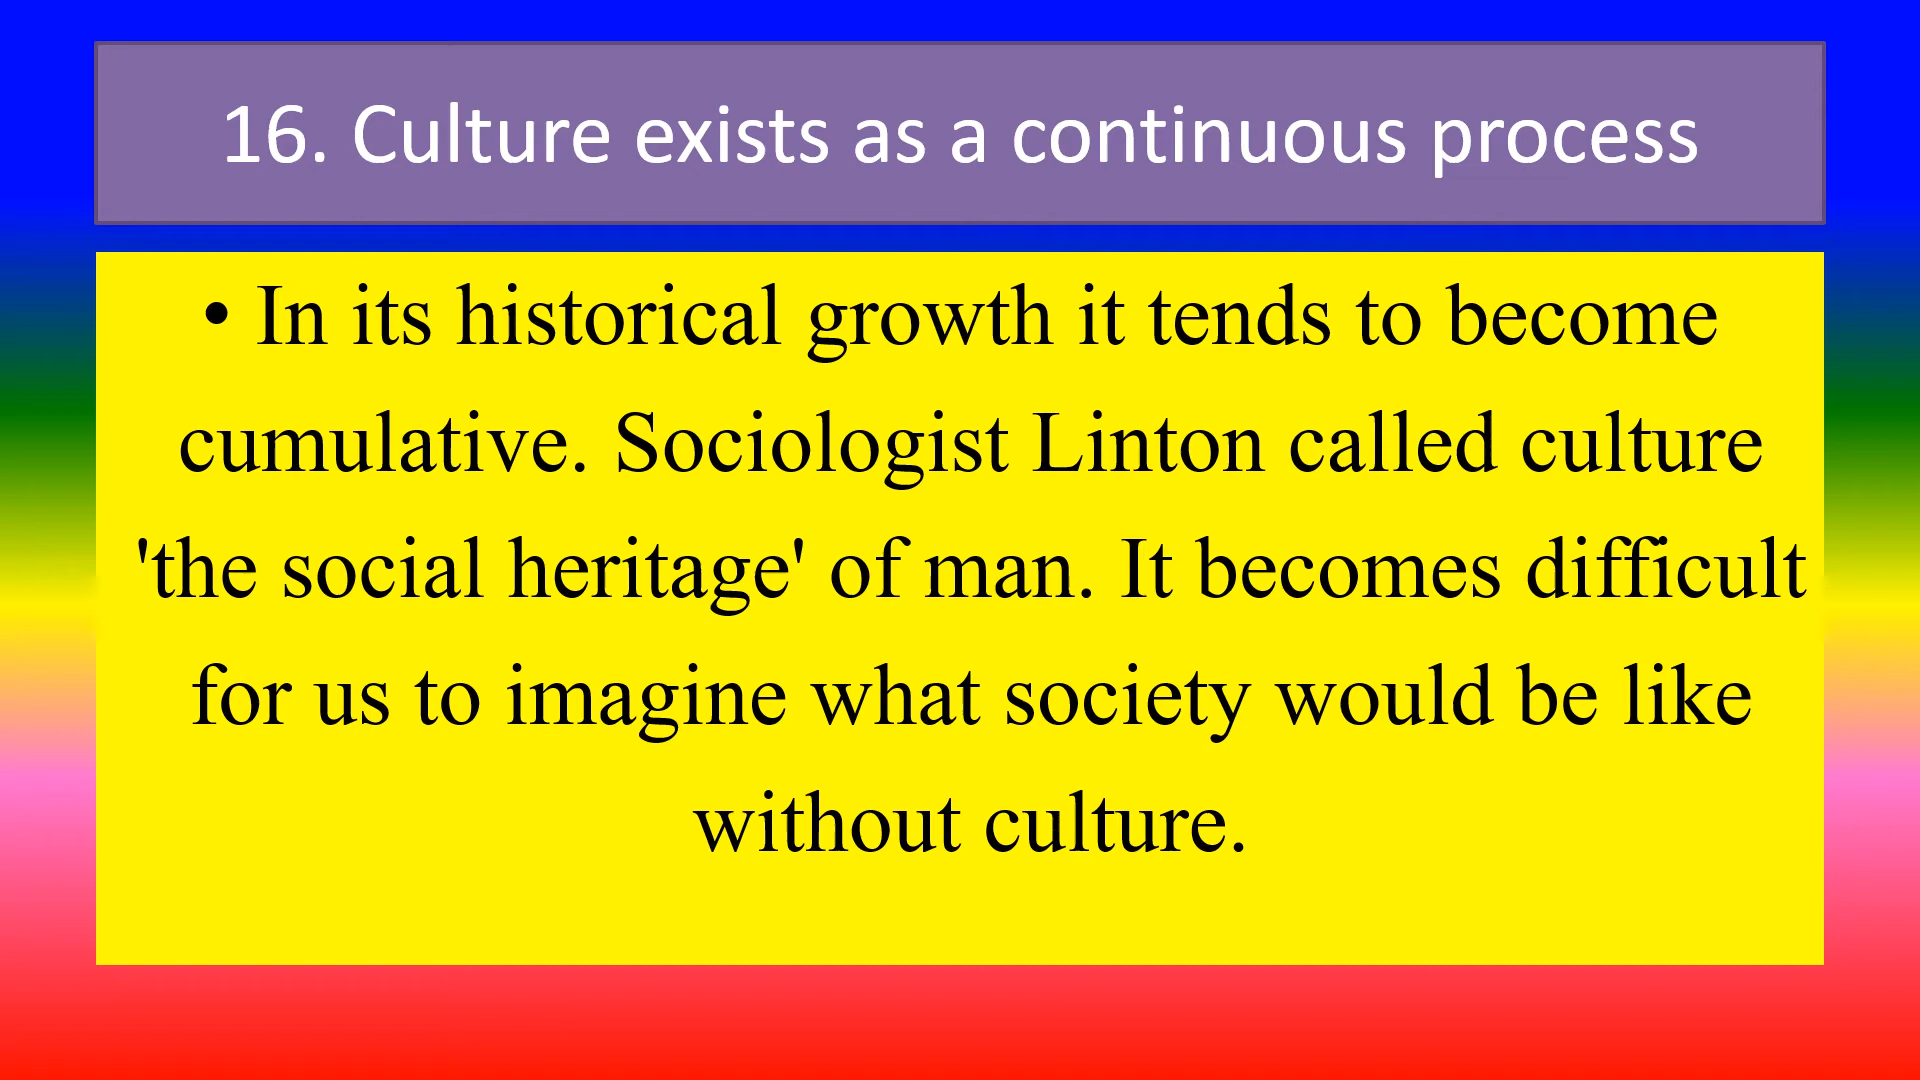 16. Culture exists as a continuous process
• In its historical growth it tends to become
cumulative. Sociologist Linton called culture
'the social heritage' of man. It becomes difficult
for us to imagine what society would be like
without culture.